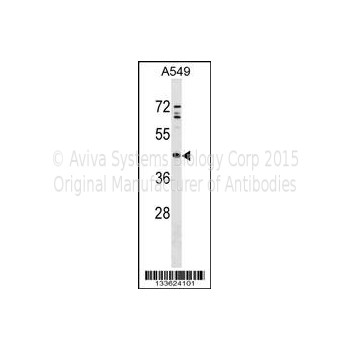 A549
72
55
© Aviva Systems Biology Corp 2015
36
Original Manufacturer of Antibodies
28
133624101